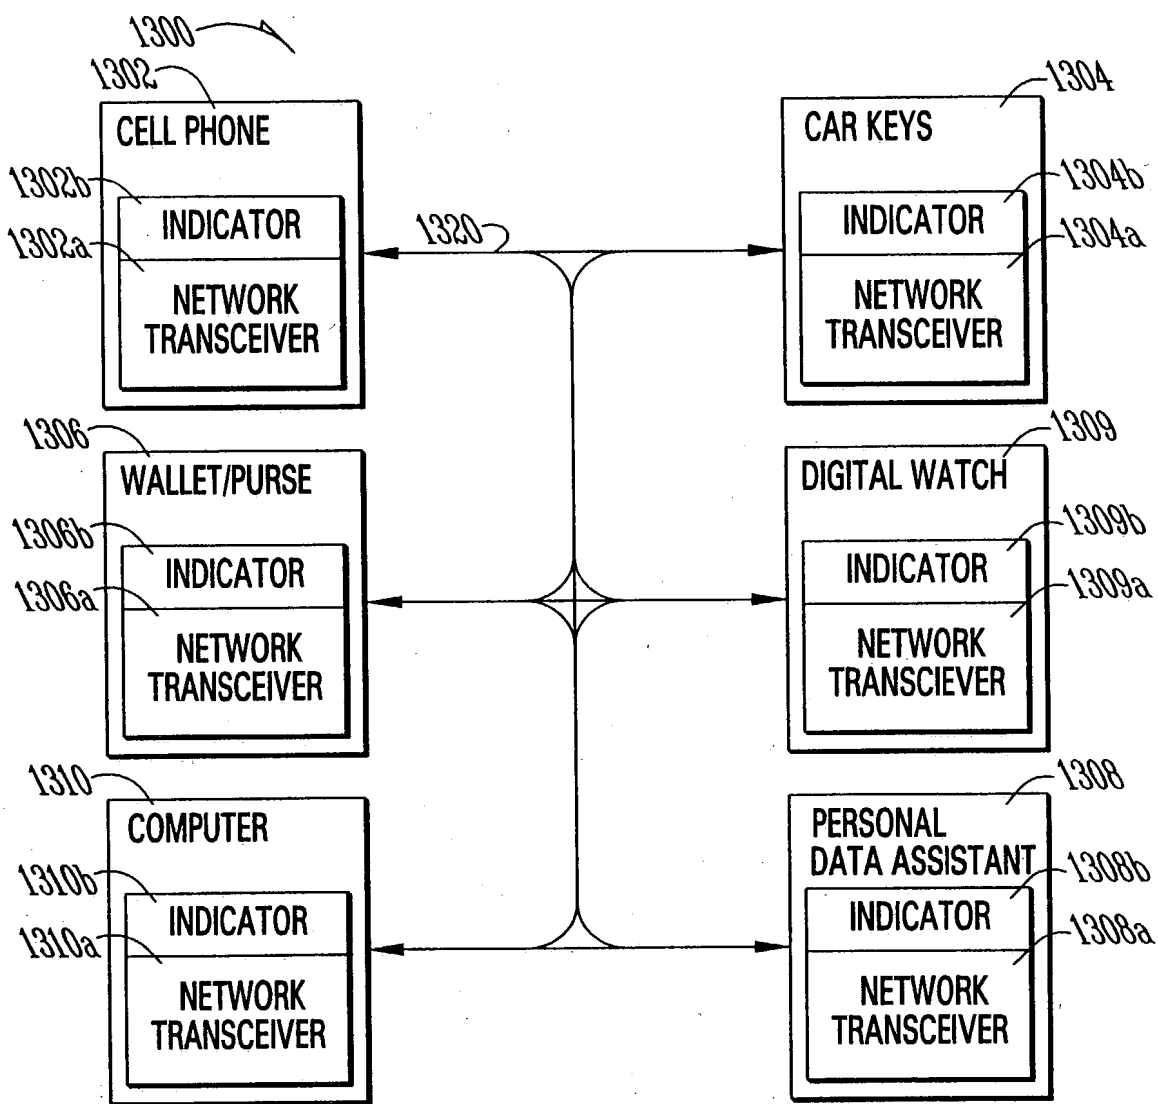 1300
1302
CELL PHONE
1302b
INDICATOR
1302a
NETWORK
TRANSCEIVER
1320
1304
CAR KEYS
1304b
INDICATOR
1304a
NETWORK
TRANSCEIVER
1306
WALLET/PURSE
1306b
INDICATOR
1306a
NETWORK
TRANSCEIVER
1309
DIGITAL WATCH
1309b
INDICATOR
1309a
NETWORK
TRANSCIEVER
1310
COMPUTER
1310b
INDICATOR
1310a
NETWORK
TRANSCEIVER
1308
PERSONAL
DATA ASSISTANT
1308b
INDICATOR
1308a
NETWORK
TRANSCEIVER